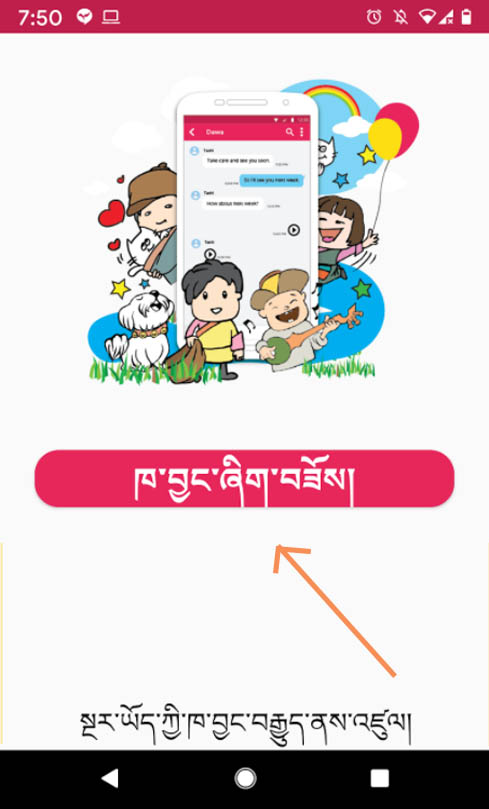 7:50
Dawa
Tashi
Take care and see you soon.
So I'll see you next week.
Tashi
How about next week?
Tashi
ཁ་བྱང་ཞིག་བཟོས།
སྔར་ཡོད་ཀྱི་ཁ་བྱང་བརྒྱུད་ནས་འཛུལ།